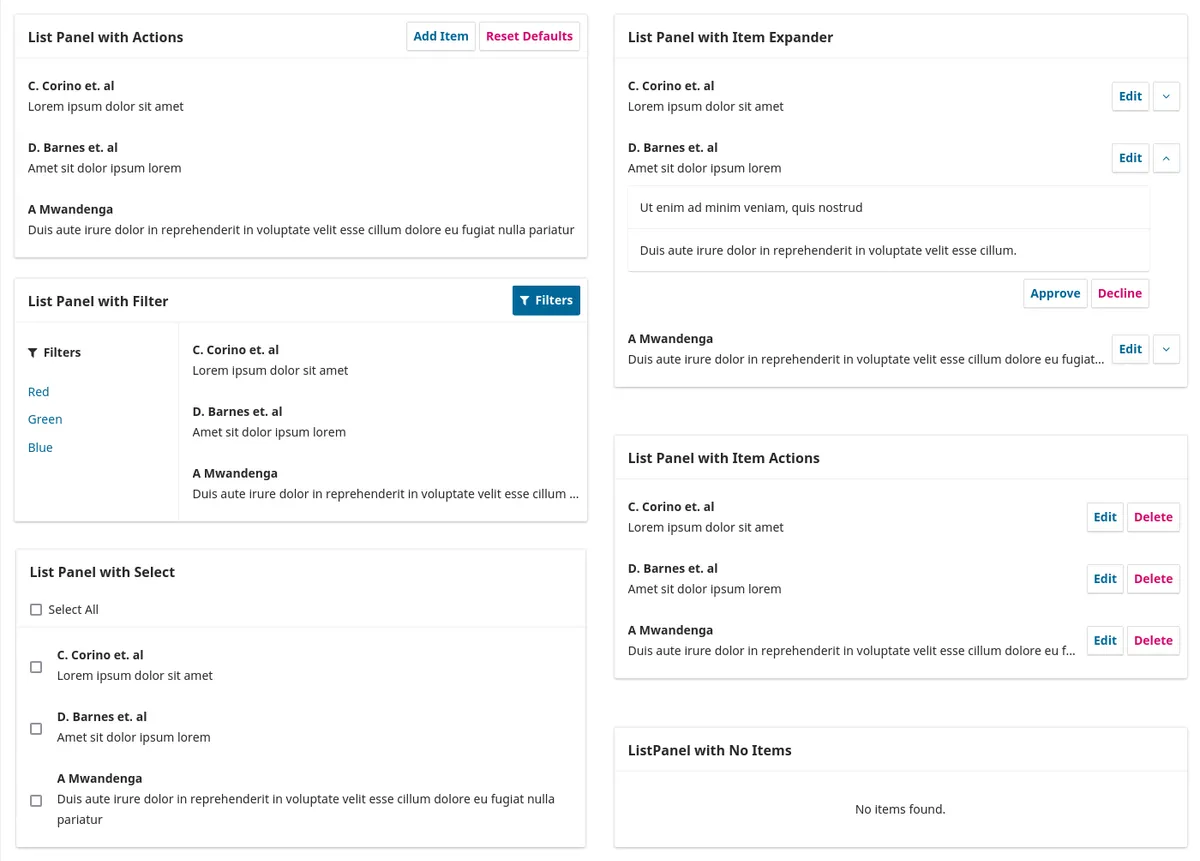 List Panel with Actions
Add Item
Reset Defaults
C. Corino et. al
Lorem ipsum dolor sit amet
D. Barnes et. al
Amet sit dolor ipsum lorem
A Mwandenga
Duis aute irure dolor in reprehenderit in voluptate velit esse cillum dolore eu fugiat nulla pariatur
List Panel with Filter
Filters
Filters
Red
Green
Blue
C. Corino et. al
Lorem ipsum dolor sit amet
D. Barnes et. al
Amet sit dolor ipsum lorem
A Mwandenga
Duis aute irure dolor in reprehenderit in voluptate velit esse cillum ...
List Panel with Select
Select All
C. Corino et. al
Lorem ipsum dolor sit amet
D. Barnes et. al
Amet sit dolor ipsum lorem
A Mwandenga
Duis aute irure dolor in reprehenderit in voluptate velit esse cillum dolore eu fugiat nulla
pariatur
List Panel with Item Expander
C. Corino et. al
Lorem ipsum dolor sit amet
Edit
D. Barnes et. al
Amet sit dolor ipsum lorem
Edit
Ut enim ad minim veniam, quis nostrud
Duis aute irure dolor in reprehenderit in voluptate velit esse cillum.
Approve
Decline
A Mwandenga
Duis aute irure dolor in reprehenderit in voluptate velit esse cillum dolore eu fugiat...
Edit
List Panel with Item Actions
C. Corino et. al
Lorem ipsum dolor sit amet
Edit
Delete
D. Barnes et. al
Amet sit dolor ipsum lorem
Edit
Delete
A Mwandenga
Duis aute irure dolor in reprehenderit in voluptate velit esse cillum dolore eu f...
Edit
Delete
ListPanel with No Items
No items found.